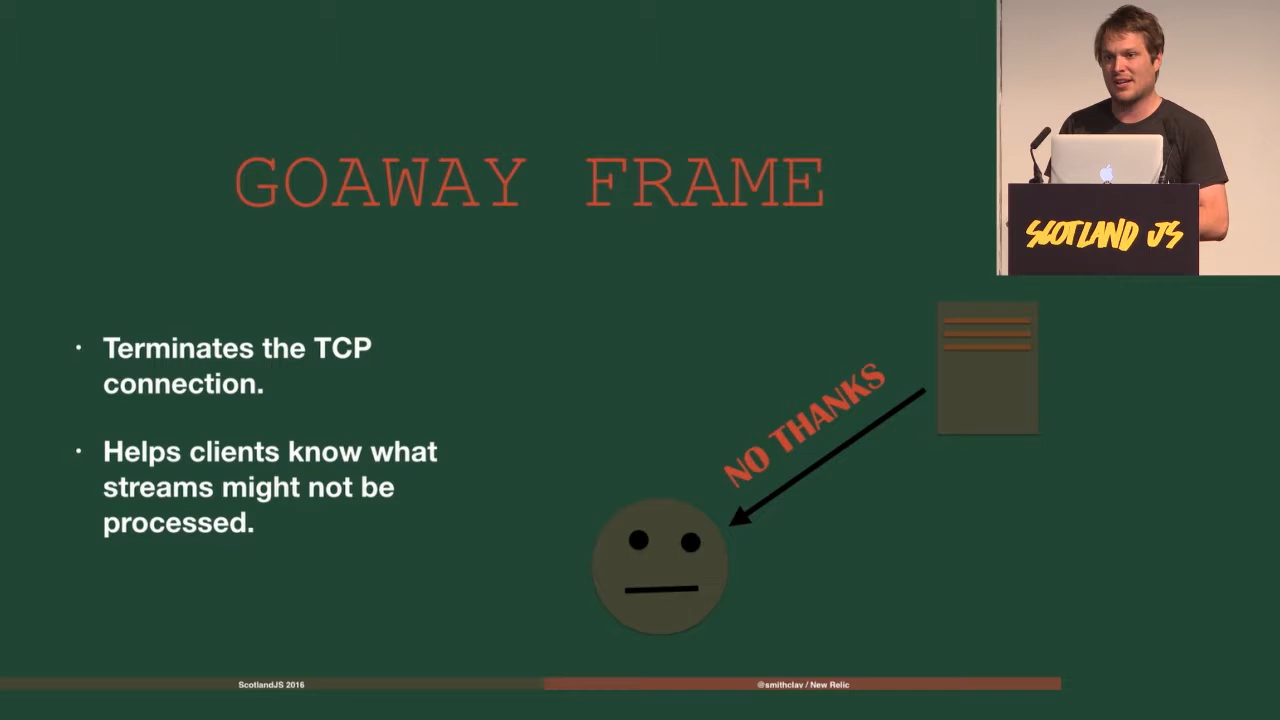 GOAWAY FRAME
SCOTLAND JS
· Terminates the TCP
connection.
· Helps clients know what
streams might not be
processed.
NO THANKS
ScotlandJS 2016
@smithclay / New Relic